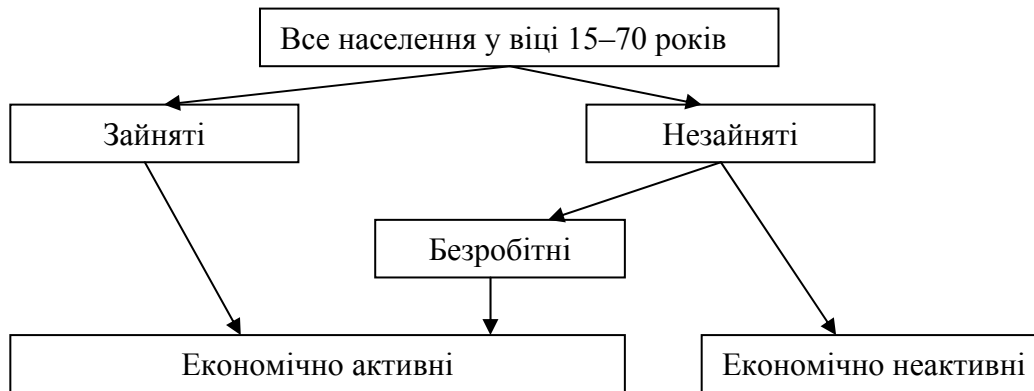 Все населення у віці 15–70 років
Зайняті
Незайняті
Безробітні
Економічно активні
Економічно неактивні